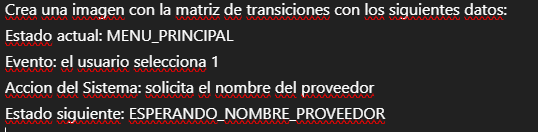 Crea una imagen con la matriz de transiciones con los siguientes datos:
Estado actual: MENU_PRINCIPAL
Evento: el usuario selecciona 1
Accion del Sistema: solicita el nombre del proveedor
Estado siguiente: ESPERANDO_NOMBRE_PROVEEDOR